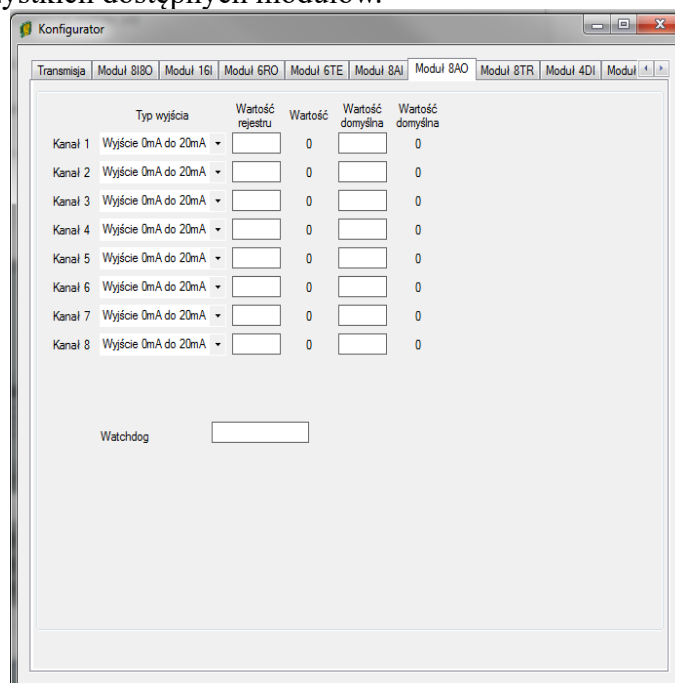 wszystkich dostępnych modułów.
Konfigurator
Transmisja Moduł 8I8O Moduł 16I Moduł 6RO Moduł 6TE Moduł 8AI Moduł 8AO Moduł 8TR Moduł 4DI Moduł
Typ wyjścia Wartość rejestru Wartość Wartość domyślna Wartość domyślna
Kanał 1 Wyjście 0mA do 20mA 0 0
Kanał 2 Wyjście 0mA do 20mA 0 0
Kanał 3 Wyjście 0mA do 20mA 0 0
Kanał 4 Wyjście 0mA do 20mA 0 0
Kanał 5 Wyjście 0mA do 20mA 0 0
Kanał 6 Wyjście 0mA do 20mA 0 0
Kanał 7 Wyjście 0mA do 20mA 0 0
Kanał 8 Wyjście 0mA do 20mA 0 0
Watchdog